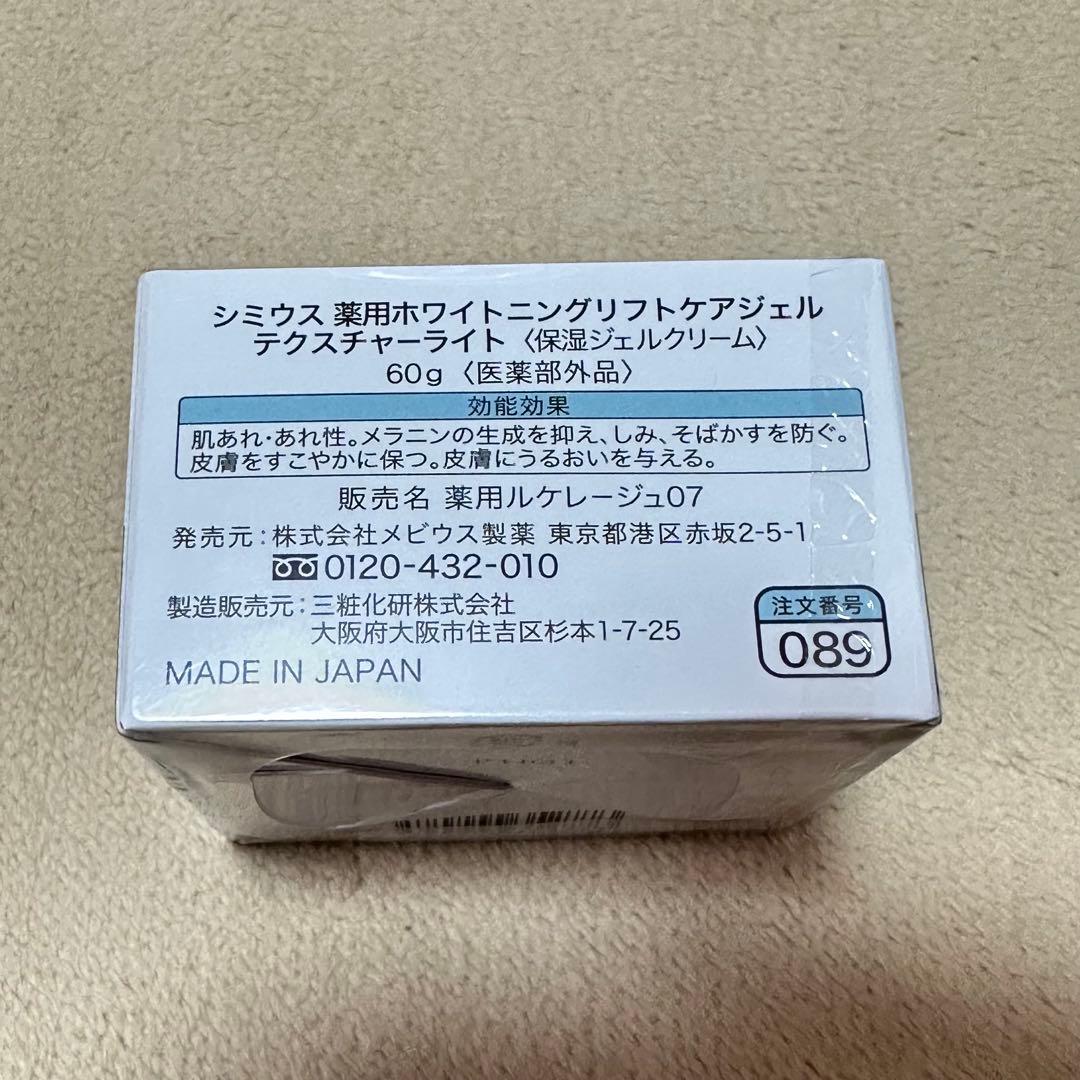 シミウス 薬用ホワイトニングリフトケアジェル
テクスチャーライト〈保湿ジェルクリーム〉
60g〈医薬部外品〉
効能効果
肌あれ・あれ性。メラニンの生成を抑え、しみ、そばかすを防ぐ。
皮膚をすこやかに保つ。皮膚にうるおいを与える。
販売名 薬用ルケレージュ07
発売元：株式会社メビウス製薬 東京都港区赤坂2-5-1
0120-432-010
製造販売元：三粧化研株式会社
大阪府大阪市住吉区杉本1-7-25
注文番号
089
MADE IN JAPAN